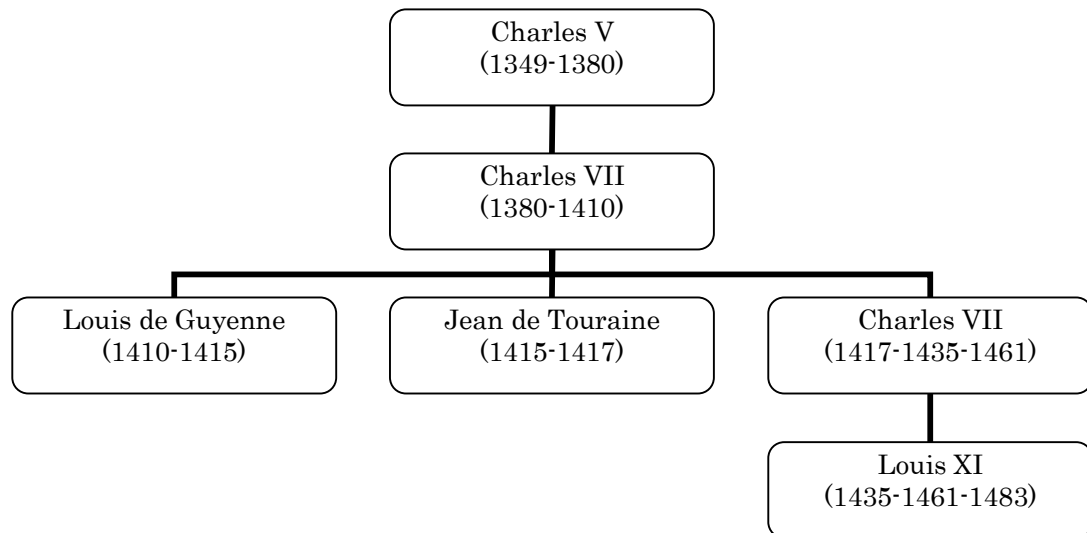 Charles V
(1349-1380)
Charles VII
(1380-1410)
Louis de Guyenne
(1410-1415)
Jean de Touraine
(1415-1417)
Charles VII
(1417-1435-1461)
Louis XI
(1435-1461-1483)